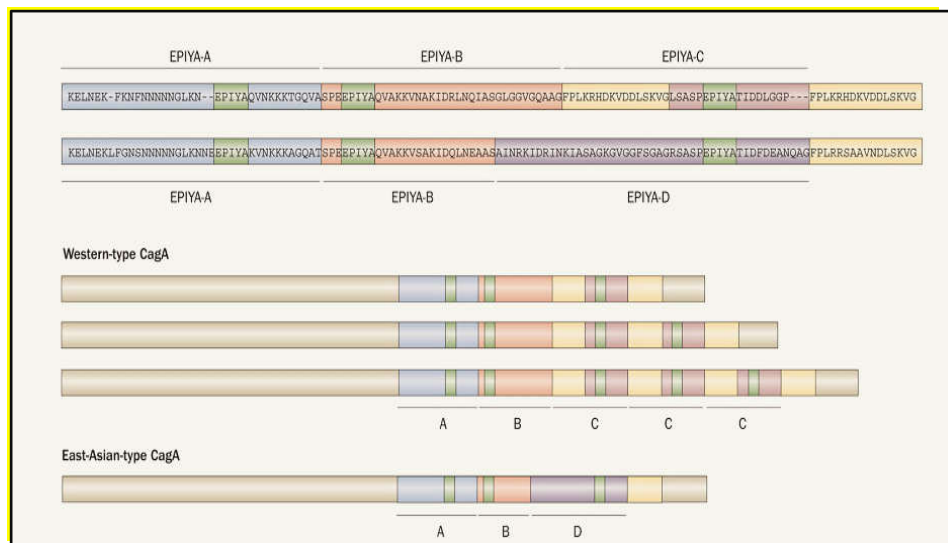 EPIYA-A EPIYA-B EPIYA-C
KELNEK-FKNFNNNNNGLKN--EPIYAQVNKKKTGQVASPEEPIYAQVAKKVNAKIDRLNQIASGLGGVGQAAGFPLKRHDKVDDLSKVGLSASPEPIYATIDDLGGP---FPLKRHDKVDDLSKVG
KELNEKLFGNSNNNNNGLKNNEEPIYAKVNKKKAGQATSPEEPIYAQVAKKVSAKIDQLNEAASAINRKIDRINKIASAGKGVGGFSGAGRSASPEPIYATIDFDEANQAGFPLRRSAAVNDLSKVG
EPIYA-A EPIYA-B EPIYA-D
Western-type CagA
A B C C C
East-Asian-type CagA
A B D